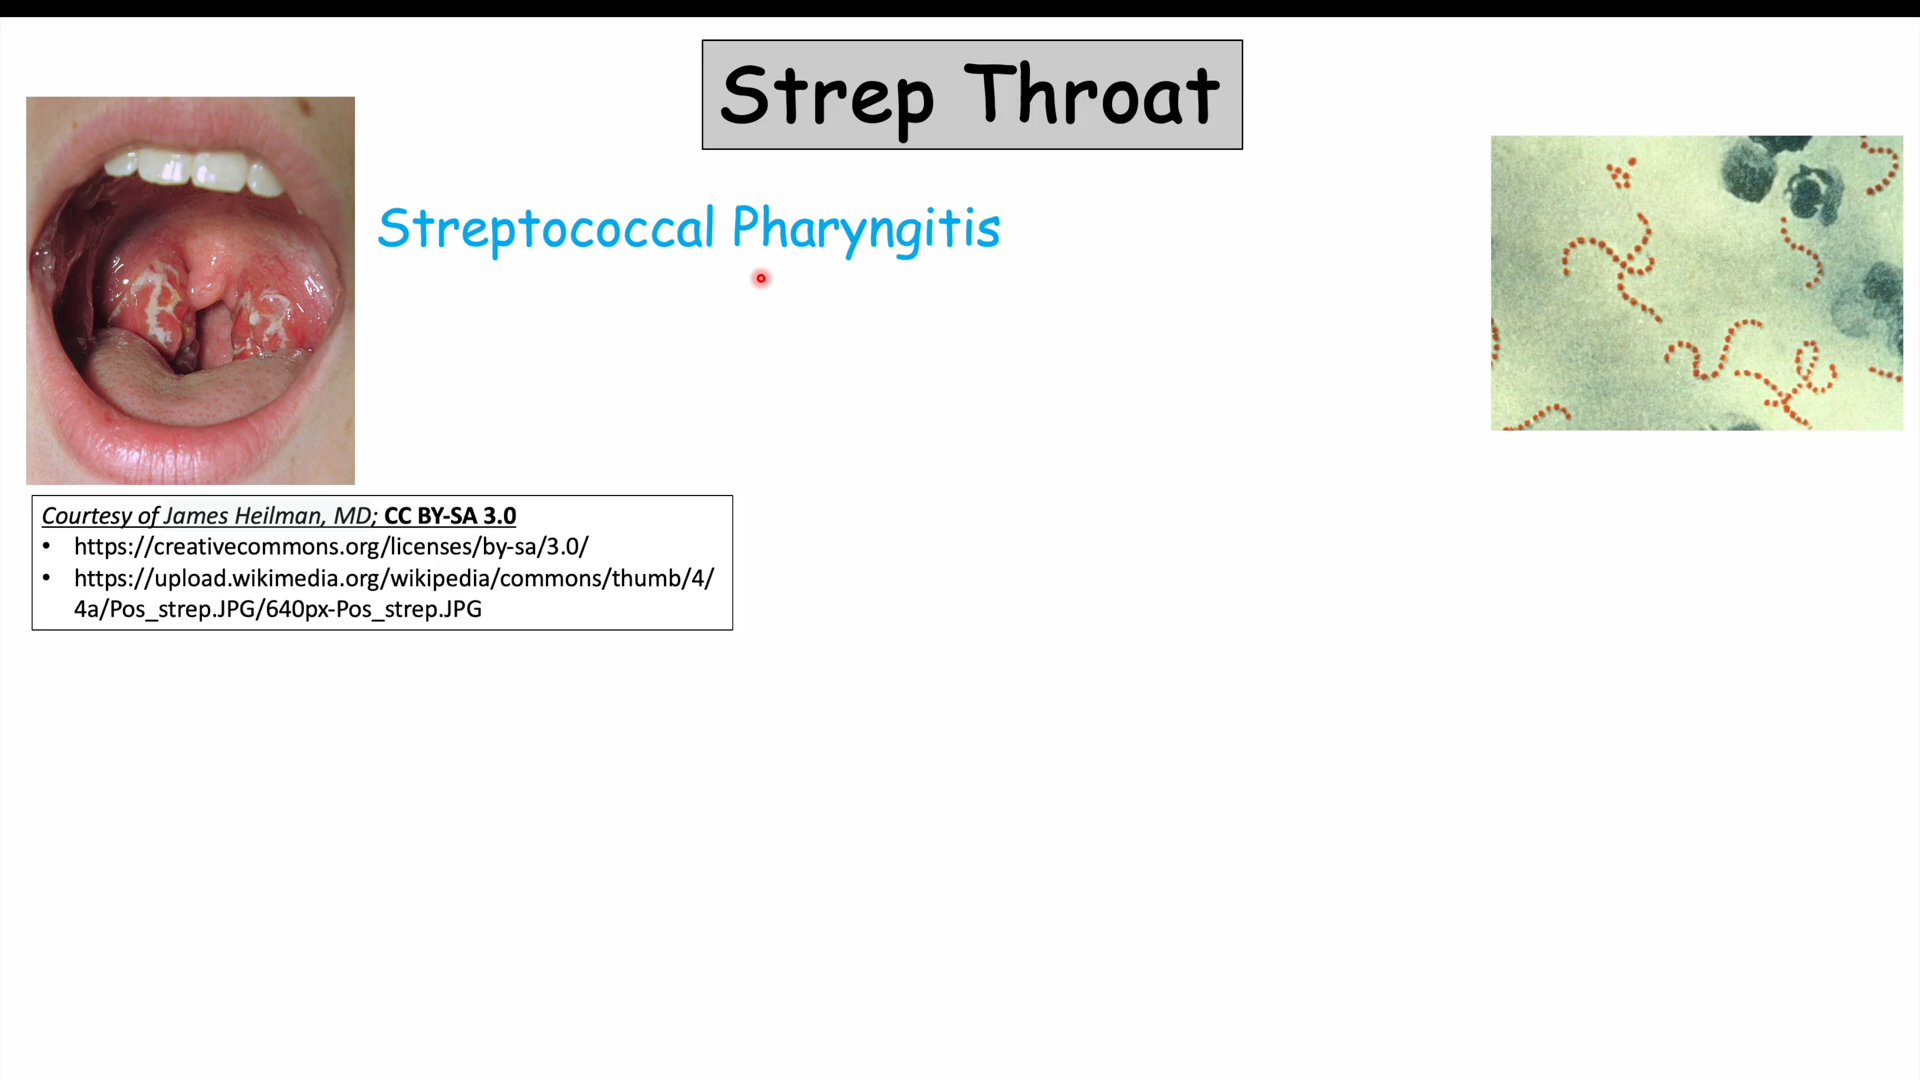 Strep Throat
Streptococcal Pharyngitis
Courtesy of James Heilman, MD; CC BY-SA 3.0
• https://creativecommons.org/licenses/by-sa/3.0/
• https://upload.wikimedia.org/wikipedia/commons/thumb/4/
4a/Pos_strep.JPG/640px-Pos_strep.JPG